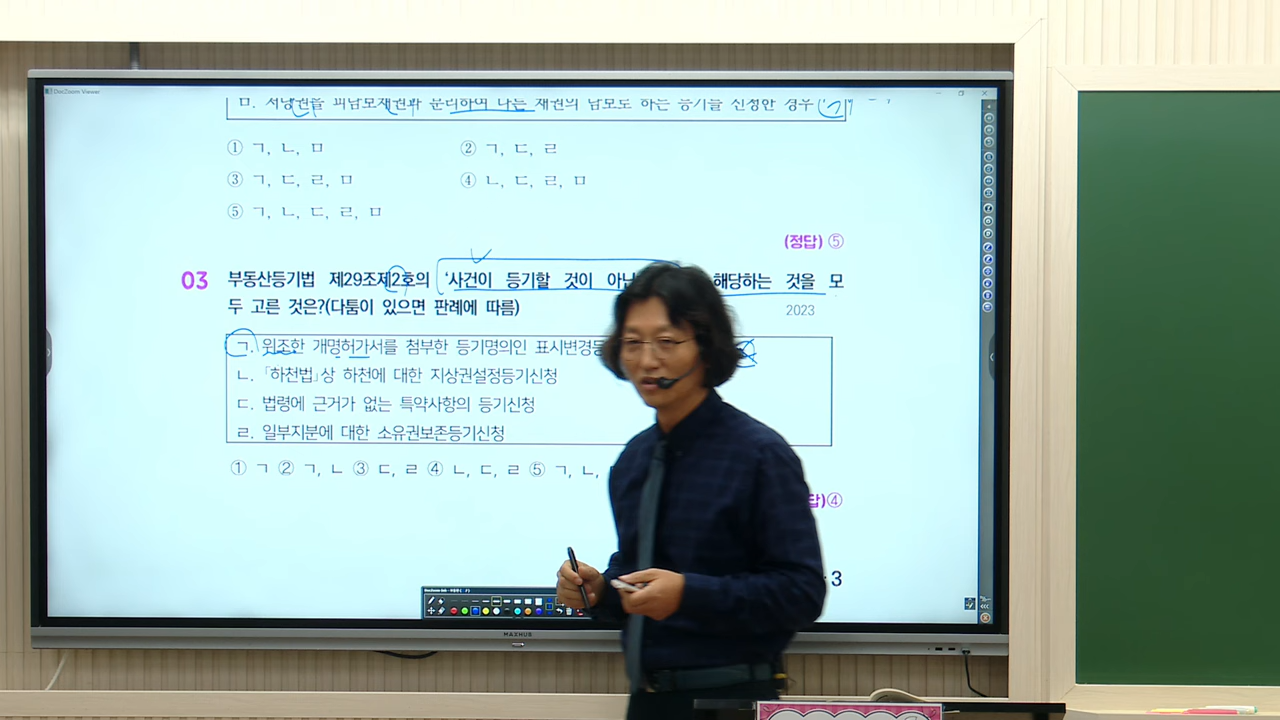 DocZoom Viewer
ㅁ. 저당권을 피담보채권과 분리하여 다른 채권의 담보로 하는 등기를 신청한 경우
① ㄱ, ㄴ, ㅁ ② ㄱ, ㄷ, ㄹ
③ ㄱ, ㄷ, ㄹ, ㅁ ④ ㄴ, ㄷ, ㄹ, ㅁ
⑤ ㄱ, ㄴ, ㄷ, ㄹ, ㅁ
(정답) ⑤
03 부동산등기법 제29조제2호의 '사건이 등기할 것이 아닌 해당하는 것을 모
두 고른 것은?(다툼이 있으면 판례에 따름) 2023
ㄱ. 위조한 개명허가서를 첨부한 등기명의인 표시변경등
ㄴ. 「하천법」상 하천에 대한 지상권설정등기신청
ㄷ. 법령에 근거가 없는 특약사항의 등기신청
ㄹ. 일부지분에 대한 소유권보존등기신청
① ㄱ ② ㄱ, ㄴ ③ ㄷ, ㄹ ④ ㄴ, ㄷ, ㄹ ⑤ ㄱ, ㄴ,
답) ④
3
MAXHUB